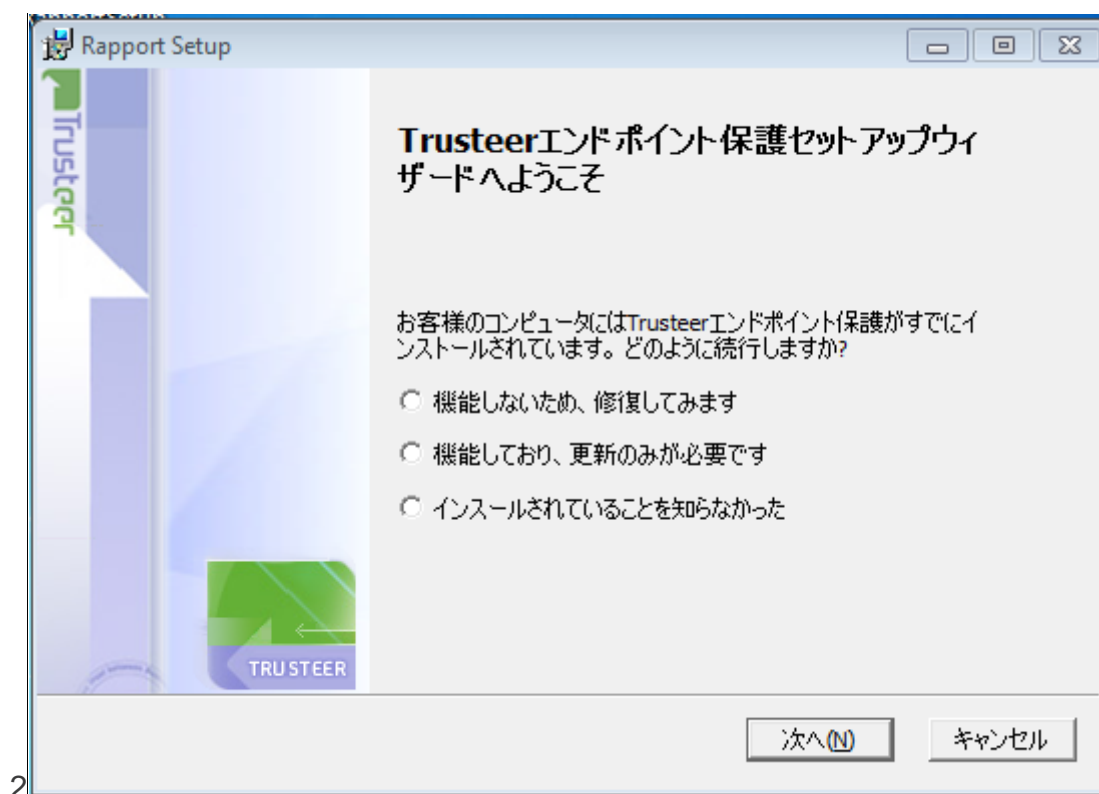 Rapport Setup
Trusteer
Trusteerエンドポイント保護セットアップウィ
ザードへようこそ
お客様のコンピュータにはTrusteerエンドポイント保護がすでにイ
ンストールされています。どのように続行しますか?
機能しないため、修復してみます
機能しており、更新のみが必要です
インスールされていることを知らなかった
TRUSTEER
次へ(N)
キャンセル
2